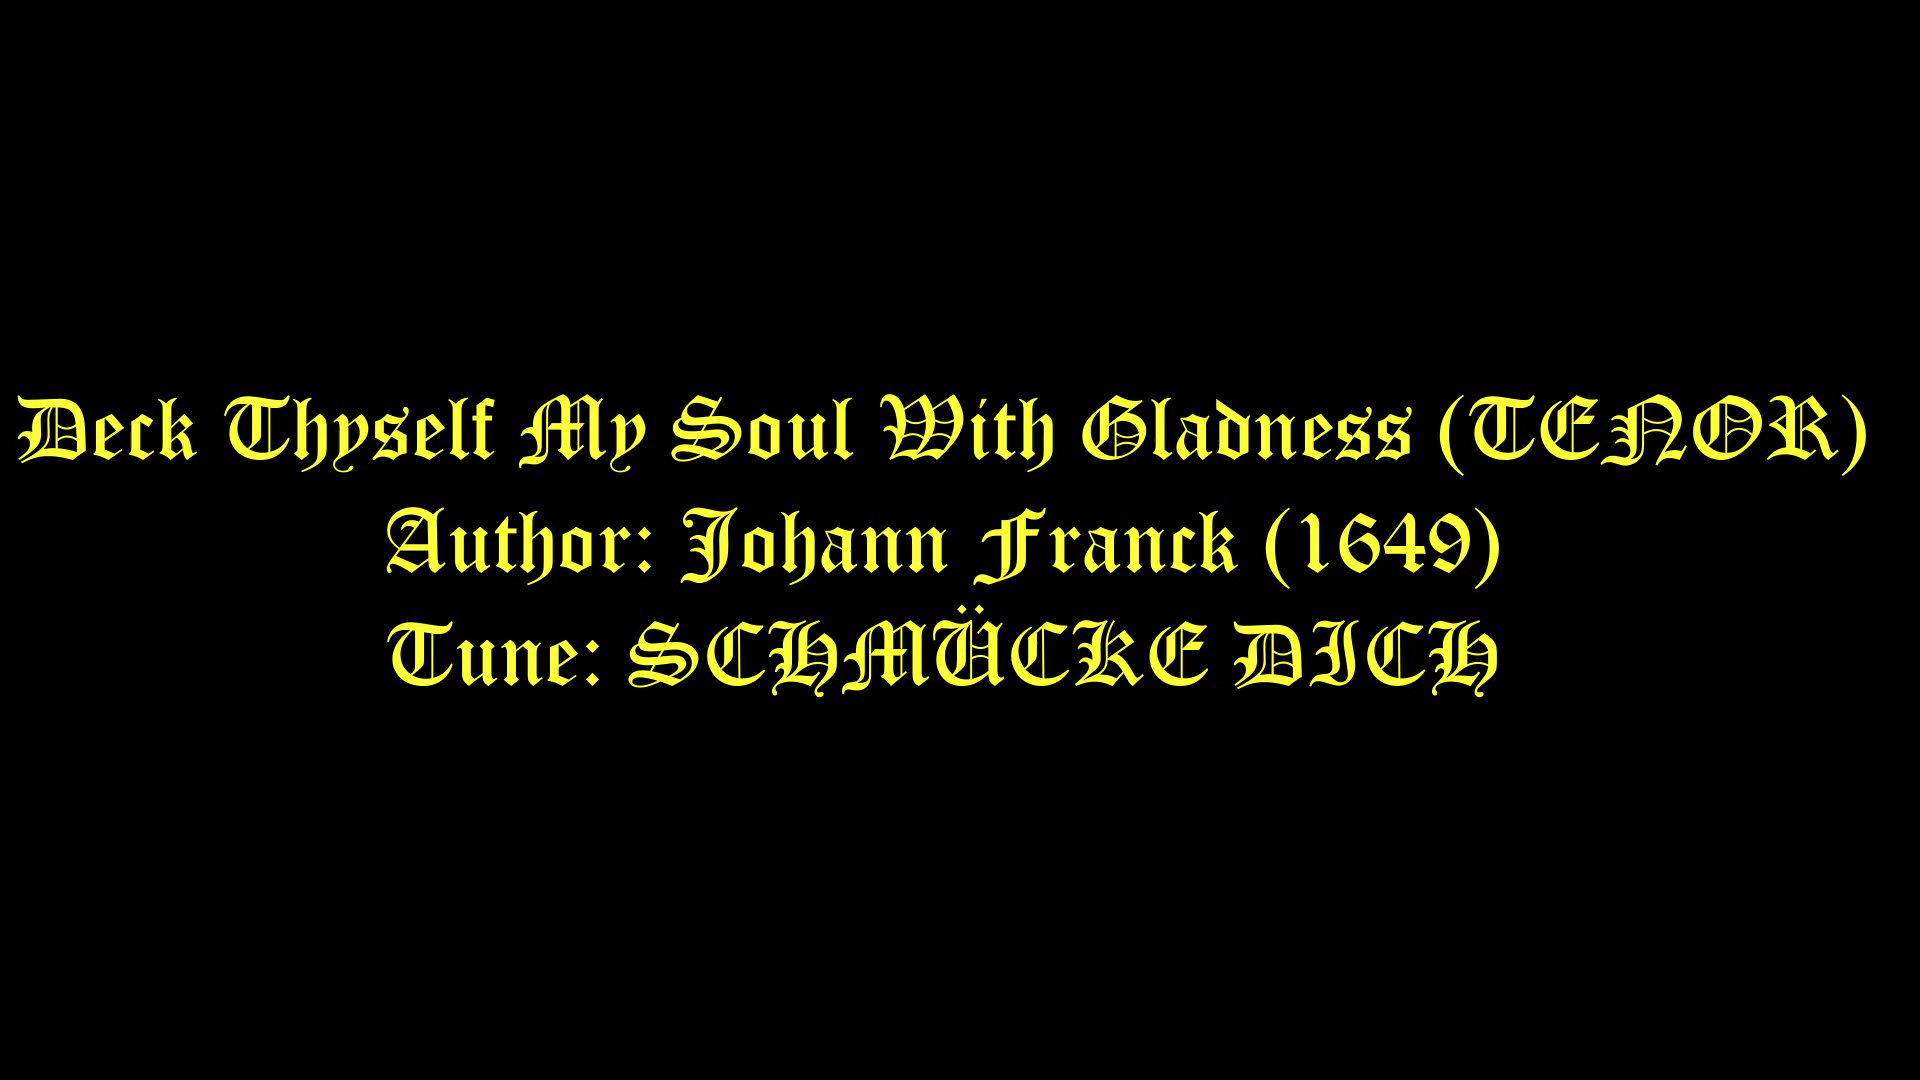 Deck Thyself My Soul With Gladness (TENOR)
Author: Johann Franck (1649)
Tune: SCHMÜCKE DICH